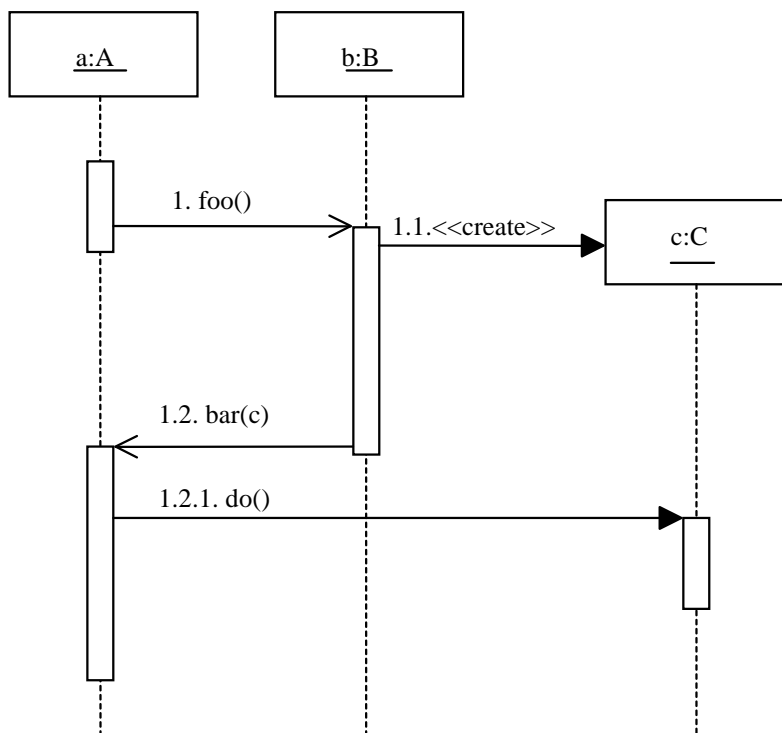 a:A
b:B
1. foo()
1.1.<<create>>
c:C
1.2. bar(c)
1.2.1. do()